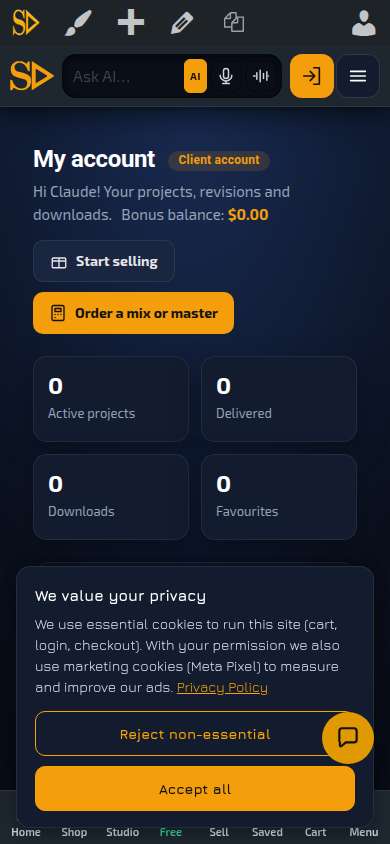 SD
SD
Ask AI...
AI
My account
Client account
Hi Claude! Your projects, revisions and
downloads. Bonus balance: $0.00
Start selling
Order a mix or master
0
Active projects
0
Delivered
0
Downloads
0
Favourites
We value your privacy
We use essential cookies to run this site (cart,
login, checkout). With your permission we also
use marketing cookies (Meta Pixel) to measure
and improve our ads. Privacy Policy
Reject non-essential
Accept all
Home Shop Studio Free Sell Saved Cart Menu